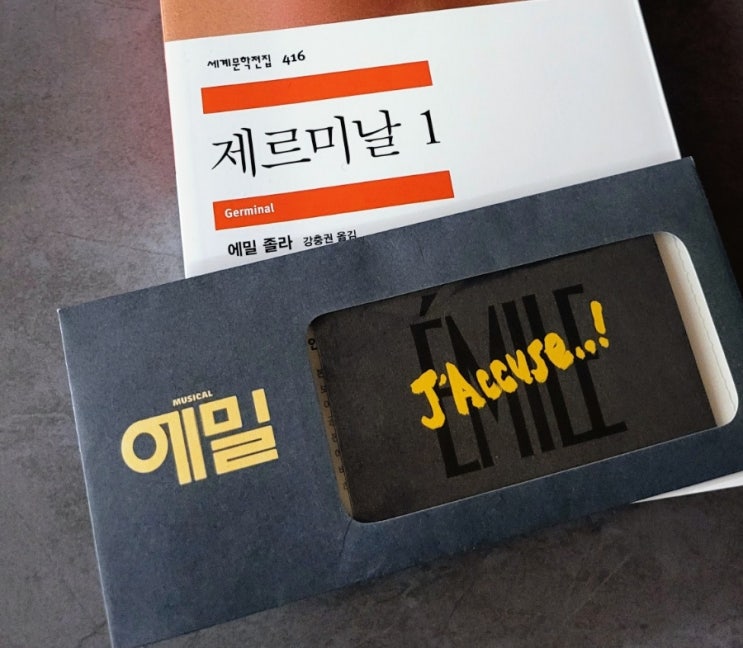 세계문학전집 416
제르미날 1
Germinal
에밀 졸라 강충권 옮김
MUSICAL
에밀
ÉMILE
J'Accuse..!